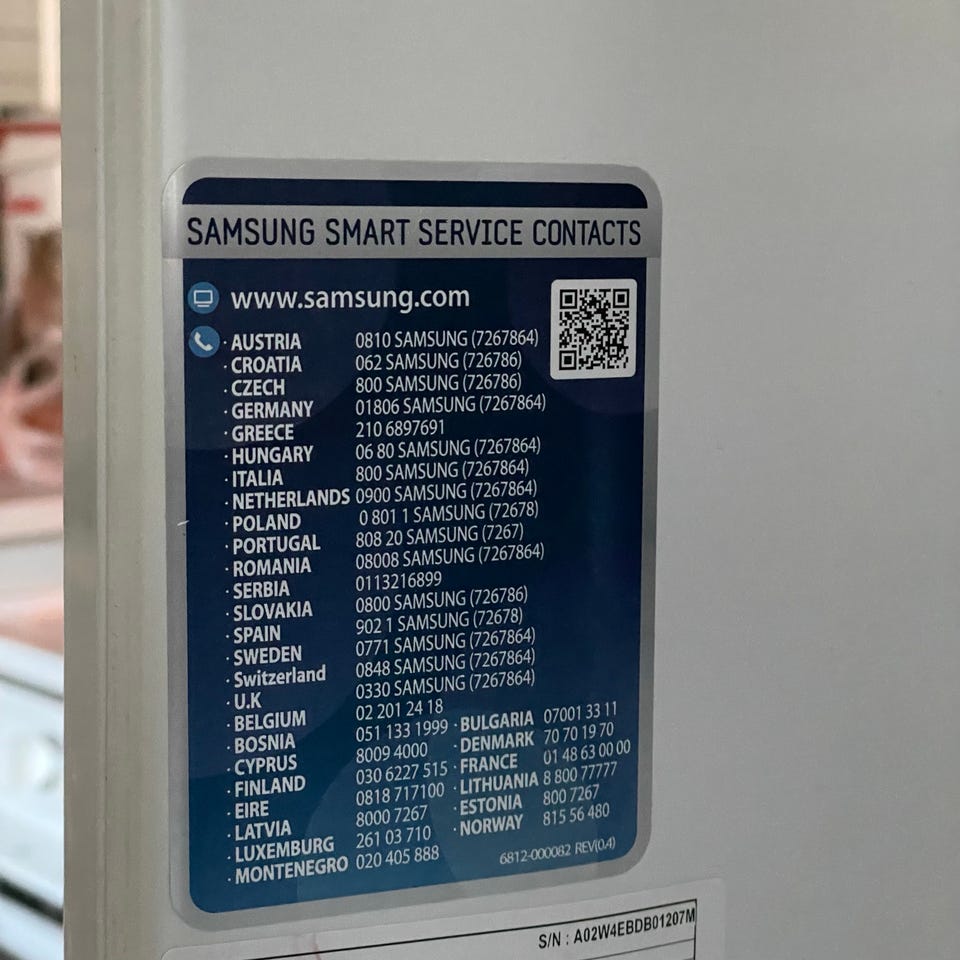 SAMSUNG SMART SERVICE CONTACTS
www.samsung.com
· AUSTRIA 0810 SAMSUNG (7267864)
· CROATIA 062 SAMSUNG (726786)
· CZECH 800 SAMSUNG (726786)
· GERMANY 01806 SAMSUNG (7267864)
· GREECE 210 6897691
· HUNGARY 06 80 SAMSUNG (7267864)
· ITALIA 800 SAMSUNG (7267864)
· NETHERLANDS 0900 SAMSUNG (7267864)
· POLAND 0 801 1 SAMSUNG (72678)
· PORTUGAL 808 20 SAMSUNG (7267)
· ROMANIA 08008 SAMSUNG (7267864)
· SERBIA 0113216899
· SLOVAKIA 0800 SAMSUNG (726786)
· SPAIN 902 1 SAMSUNG (72678)
· SWEDEN 0771 SAMSUNG (7267864)
· Switzerland 0848 SAMSUNG (7267864)
· U.K 0330 SAMSUNG (7267864)
· BELGIUM 02 201 24 18
· BOSNIA 051 133 1999 · BULGARIA 07001 33 11
· CYPRUS 8009 4000 · DENMARK 70 70 19 70
· FINLAND 030 6227 515 · FRANCE 01 48 63 00 00
· EIRE 0818 717100 · LITHUANIA 8 800 77777
· LATVIA 8000 7267 · ESTONIA 800 7267
· LUXEMBURG 261 03 710 · NORWAY 815 56 480
· MONTENEGRO 020 405 888
6812-000082 REV(0.4)
S/N : A02W4EBDB01207M